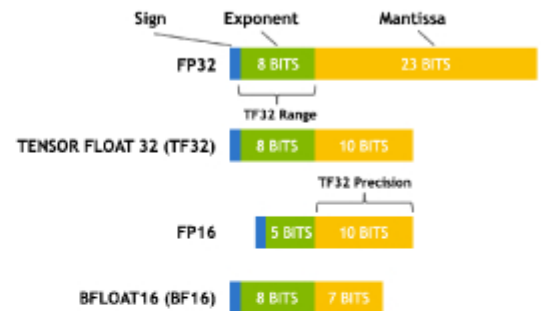 Sign Exponent Mantissa
FP32 8 BITS 23 BITS
TF32 Range
TENSOR FLOAT 32 (TF32) 8 BITS 10 BITS
TF32 Precision
FP16 5 BITS 10 BITS
BFLOAT16 (BF16) 8 BITS 7 BITS